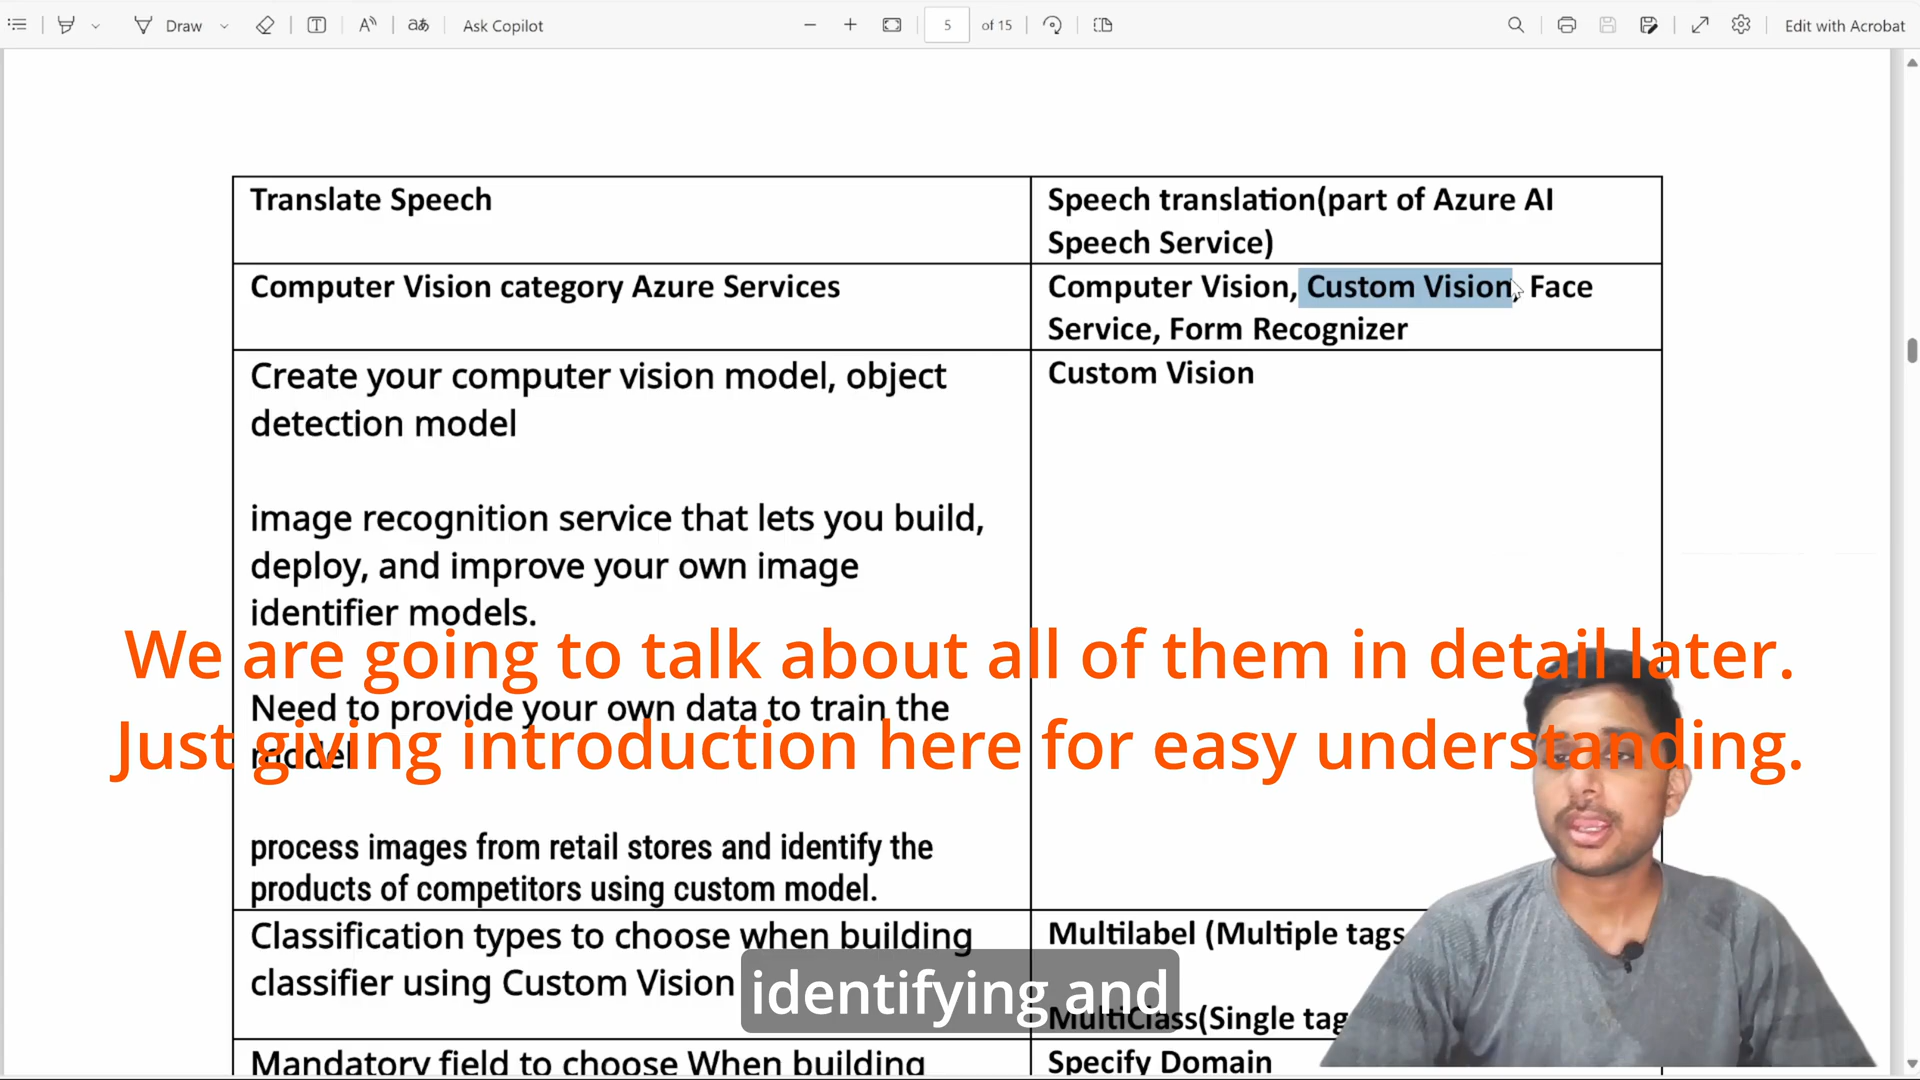 Draw
Ask Copilot
5
of 15
Edit with Acrobat
Translate Speech
Speech translation(part of Azure AI
Speech Service)
Computer Vision category Azure Services
Computer Vision, Custom Vision, Face
Service, Form Recognizer
Create your computer vision model, object
detection model
Custom Vision
image recognition service that lets you build,
deploy, and improve your own image
identifier models.
We are going to talk about all of them in detail later.
Need to provide your own data to train the
model
Just giving introduction here for easy understanding.
process images from retail stores and identify the
products of competitors using custom model.
Classification types to choose when building
classifier using Custom Vision
Multilabel (Multiple tags
MultiClass(Single tag
identifying and
Mandatory field to choose When building
Specify Domain